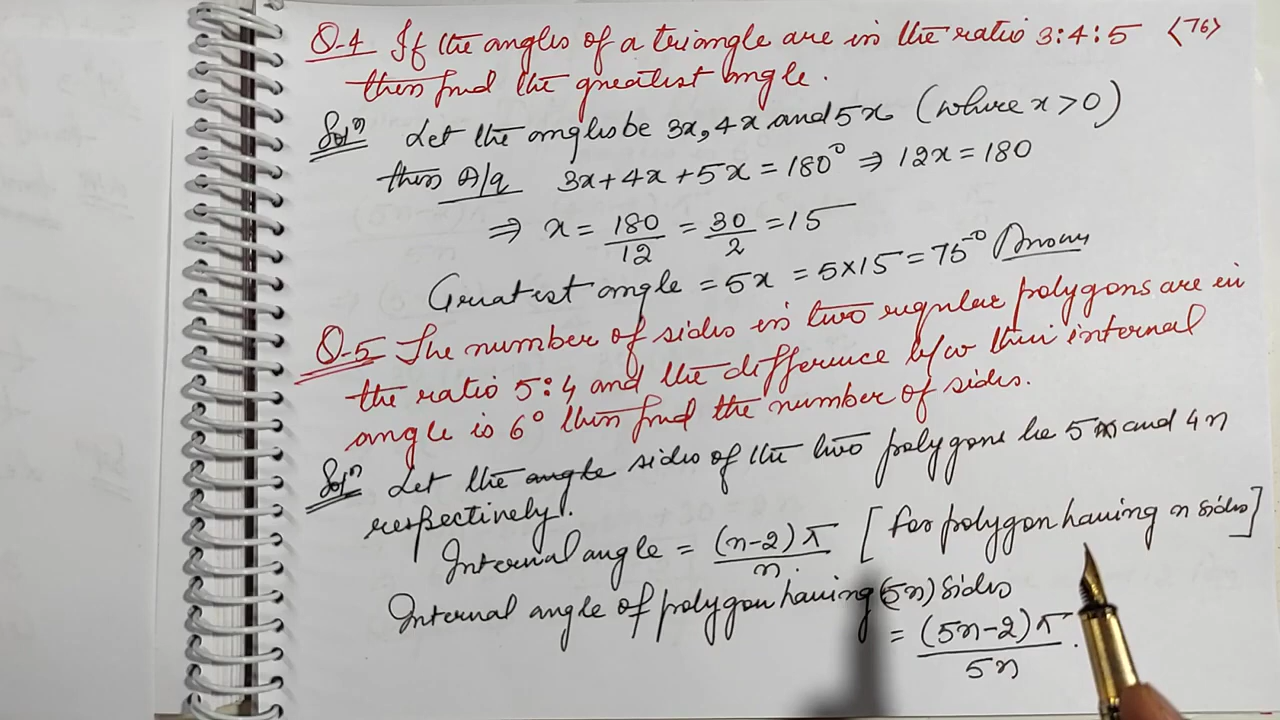 Q-4 If the angles of a triangle are in the ratio 3:4:5 <76>
then find the greatest angle.
Solⁿ Let the angles be 3x, 4x and 5x (where x > 0)
then A/q 3x + 4x + 5x = 180° ⇒ 12x = 180
⇒ x = 180/12 = 30/2 = 15
Greatest angle = 5x = 5×15 = 75° Answer
Q-5 The number of sides in two regular polygons are in
the ratio 5:4 and the difference b/w their internal
angle is 6° then find the number of sides.
Solⁿ Let the angle sides of the two polygons be 5n and 4n
respectively.
Internal angle = (n-2)π/n [for polygon having n sides]
Internal angle of polygon having (5n) sides
= (5n-2)π/5n.